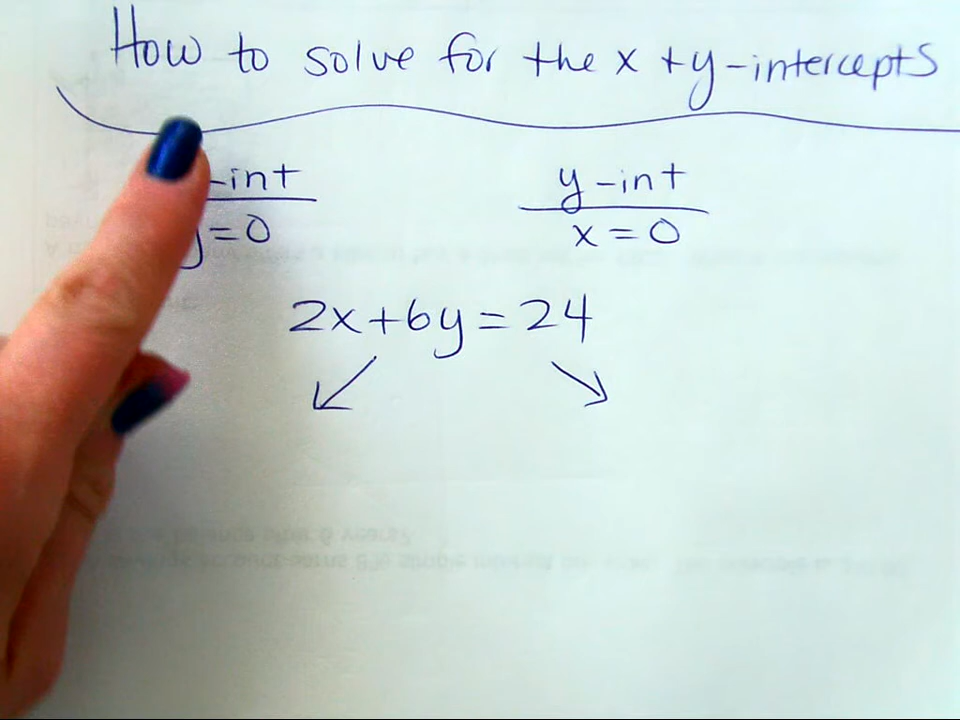 How to solve for the x + y-intercepts
-int y-int
=0 x=0
2x+6y=24